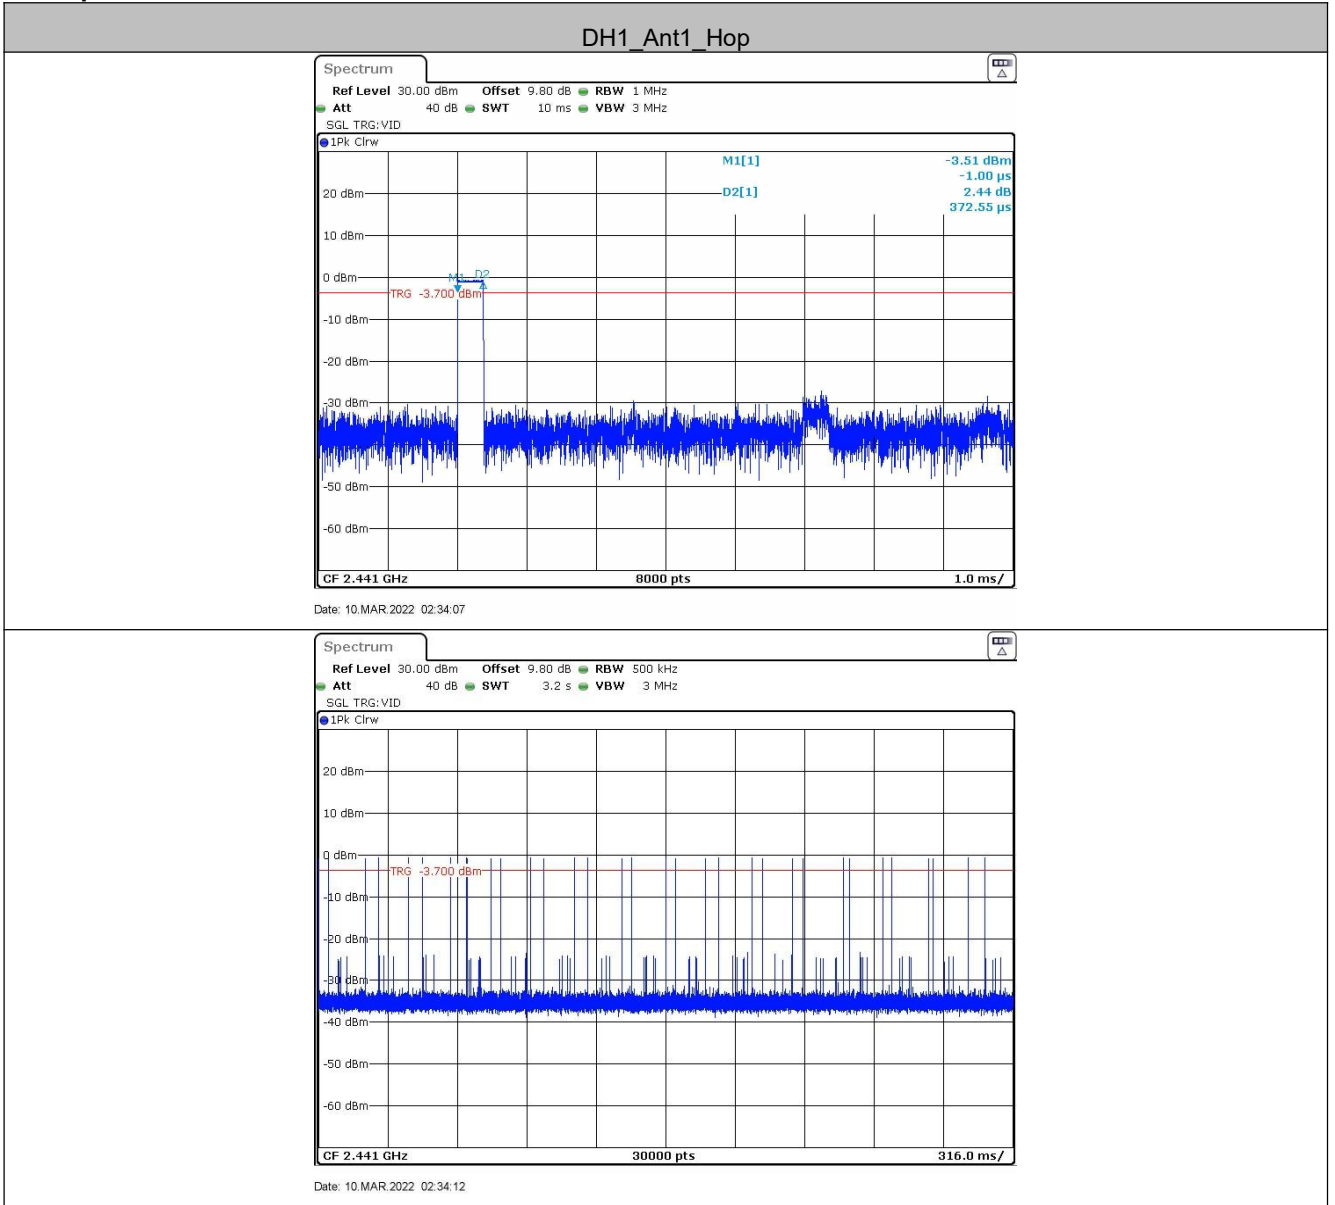 DH1_Ant1_Hop
Spectrum
Ref Level 30.00 dBm Offset 9.80 dB RBW 1 MHz
Att 40 dB SWT 10 ms VBW 3 MHz
SGL TRG:VID
1Pk Clrw
M1[1] -3.51 dBm
-1.00 µs
20 dBm D2[1] 2.44 dB
372.55 µs
10 dBm
0 dBm M1 D2
TRG -3.700 dBm
-10 dBm
-20 dBm
-30 dBm
-50 dBm
-60 dBm
CF 2.441 GHz 8000 pts 1.0 ms/
Date: 10.MAR.2022 02:34:07
Spectrum
Ref Level 30.00 dBm Offset 9.80 dB RBW 500 kHz
Att 40 dB SWT 3.2 s VBW 3 MHz
SGL TRG:VID
1Pk Clrw
20 dBm
10 dBm
0 dBm
TRG -3.700 dBm
-10 dBm
-20 dBm
-30 dBm
-40 dBm
-50 dBm
-60 dBm
CF 2.441 GHz 30000 pts 316.0 ms/
Date: 10.MAR.2022 02:34:12